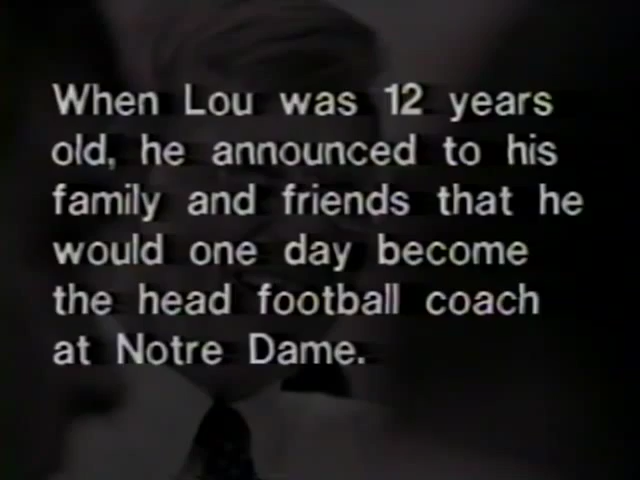 When Lou was 12 years
old, he announced to his
family and friends that he
would one day become
the head football coach
at Notre Dame.